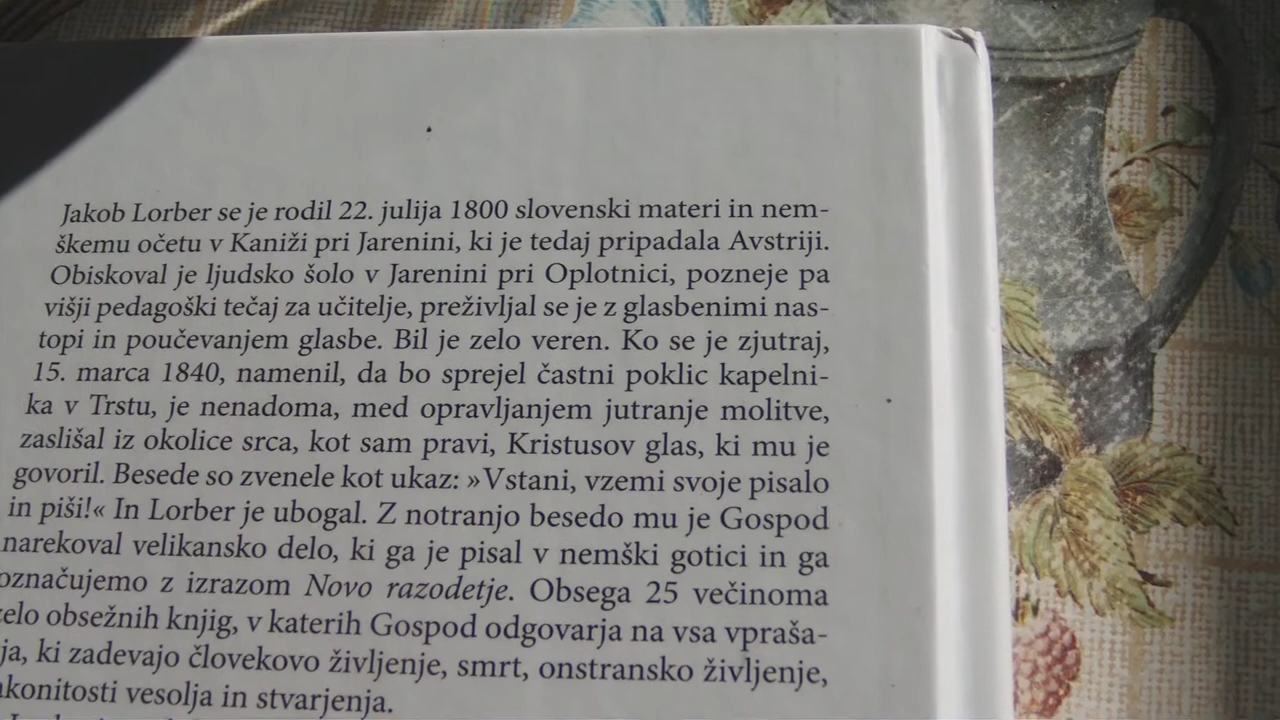 Jakob Lorber se je rodil 22. julija 1800 slovenski materi in nem-
škemu očetu v Kaniži pri Jarenini, ki je tedaj pripadala Avstriji.
Obiskoval je ljudsko šolo v Jarenini pri Oplotnici, pozneje pa
višji pedagoški tečaj za učitelje, preživljal se je z glasbenimi nas-
topi in poučevanjem glasbe. Bil je zelo veren. Ko se je zjutraj,
15. marca 1840, namenil, da bo sprejel častni poklic kapelni-
ka v Trstu, je nenadoma, med opravljanjem jutranje molitve,
zaslišal iz okolice srca, kot sam pravi, Kristusov glas, ki mu je
govoril. Besede so zvenele kot ukaz: »Vstani, vzemi svoje pisalo
in piši!« In Lorber je ubogal. Z notranjo besedo mu je Gospod
narekoval velikansko delo, ki ga je pisal v nemški gotici in ga
označujemo z izrazom Novo razodetje. Obsega 25 večinoma
zelo obsežnih knjig, v katerih Gospod odgovarja na vsa vpraša-
ja, ki zadevajo človekovo življenje, smrt, onstransko življenje,
akonitosti vesolja in stvarjenja.